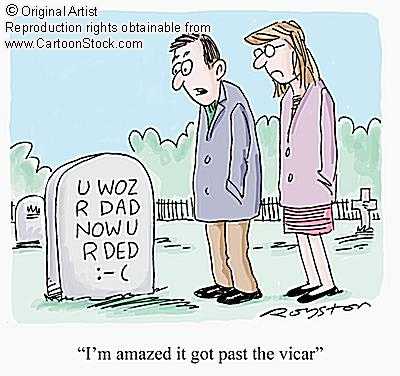 © Original Artist
Reproduction rights obtainable from
www.CartoonStock.com
U WOZ
R DAD
NOW U
R DED
:-(
Royston
“I’m amazed it got past the vicar”